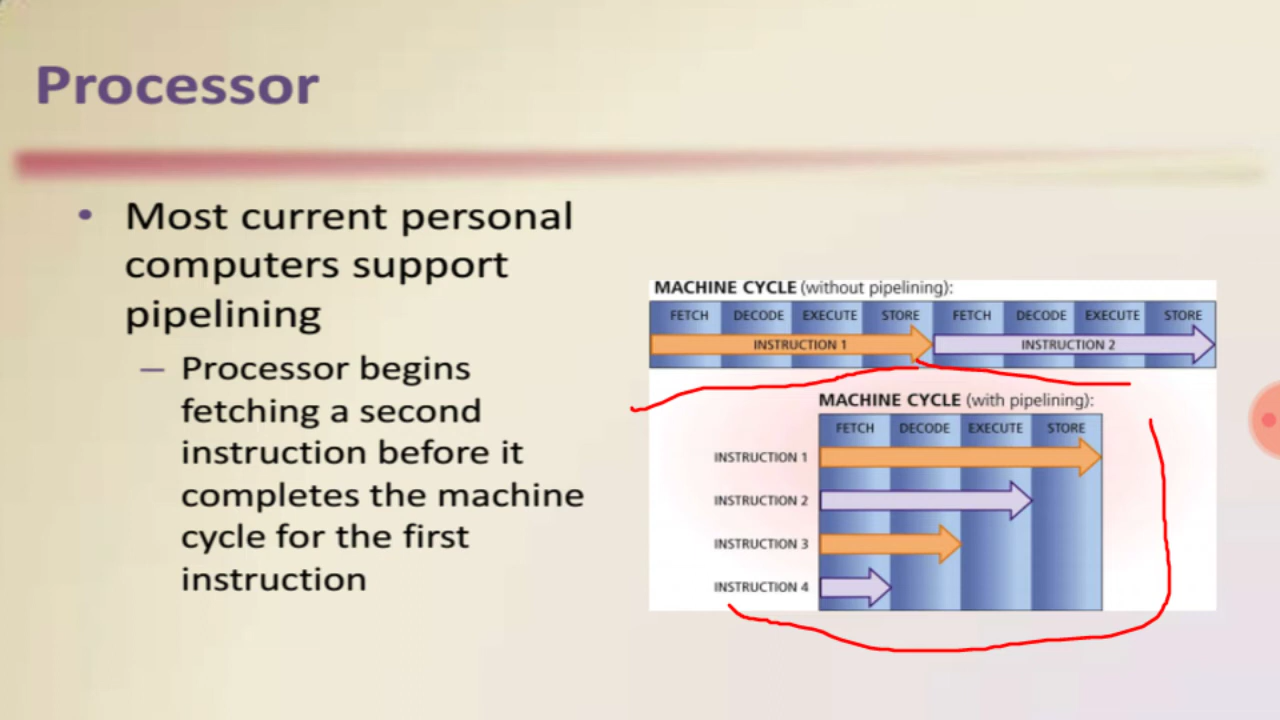 Processor
• Most current personal
computers support
pipelining
– Processor begins
fetching a second
instruction before it
completes the machine
cycle for the first
instruction
MACHINE CYCLE (without pipelining):
FETCH DECODE EXECUTE STORE FETCH DECODE EXECUTE STORE
INSTRUCTION 1 INSTRUCTION 2
MACHINE CYCLE (with pipelining):
FETCH DECODE EXECUTE STORE
INSTRUCTION 1
INSTRUCTION 2
INSTRUCTION 3
INSTRUCTION 4